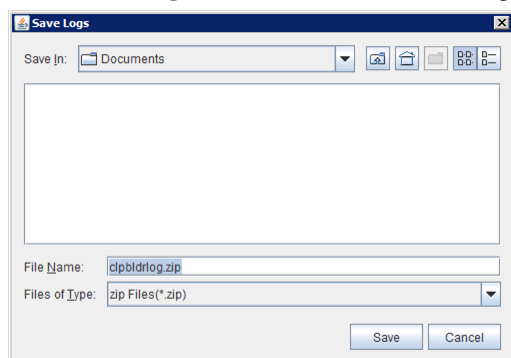 Save Logs
Save In: Documents
File Name: clpbldrlog.zip
Files of Type: zip Files(*.zip)
Save Cancel